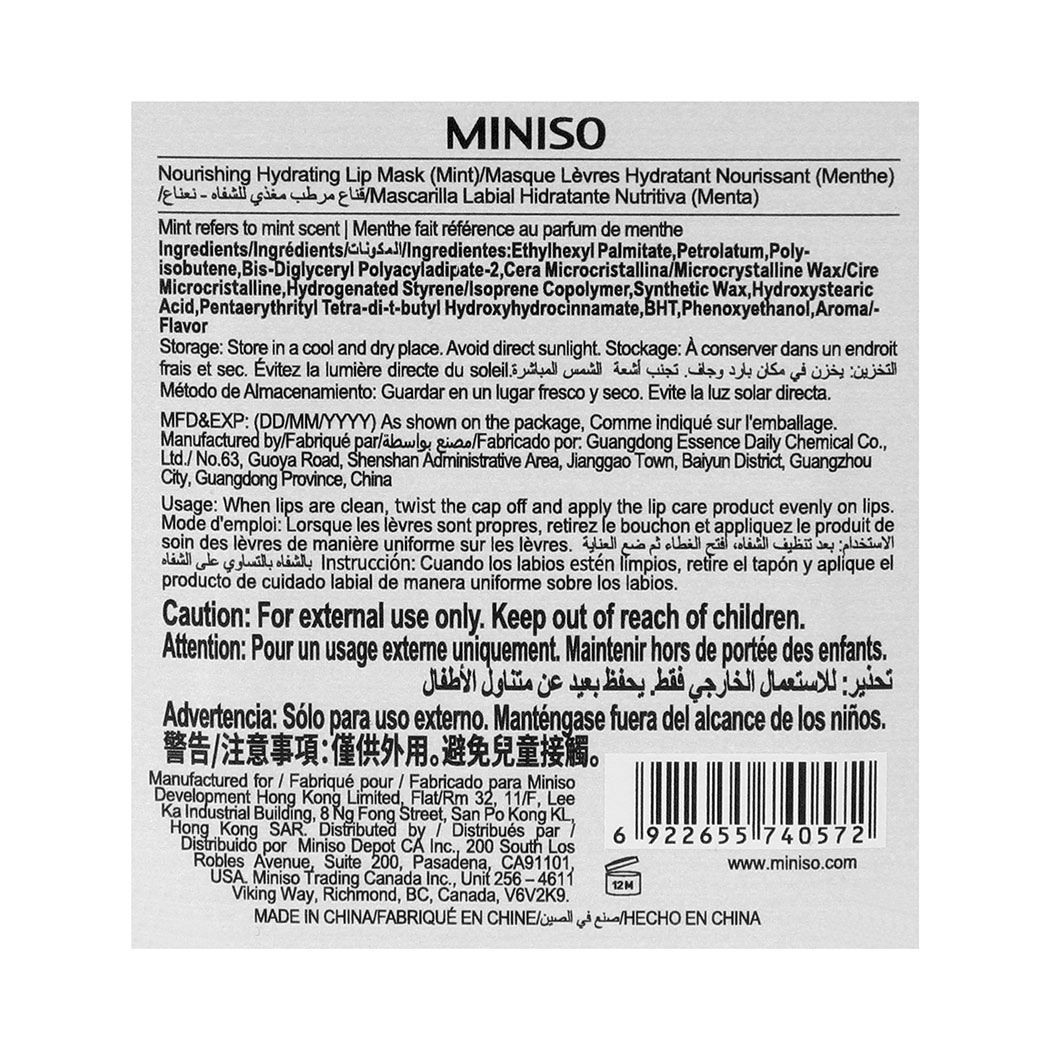 MINISO
Nourishing Hydrating Lip Mask (Mint)/Masque Lèvres Hydratant Nourissant (Menthe)
/قناع مرطب مغذي للشفاه - نعناع/Mascarilla Labial Hidratante Nutritiva (Menta)
Mint refers to mint scent | Menthe fait référence au parfum de menthe
Ingredients/Ingrédients/المكونات/Ingredientes:Ethylhexyl Palmitate,Petrolatum,Poly-
isobutene,Bis-Diglyceryl Polyacyladipate-2,Cera Microcristallina/Microcrystalline Wax/Cire
Microcristalline,Hydrogenated Styrene/Isoprene Copolymer,Synthetic Wax,Hydroxystearic
Acid,Pentaerythrityl Tetra-di-t-butyl Hydroxyhydrocinnamate,BHT,Phenoxyethanol,Aroma/-
Flavor
Storage: Store in a cool and dry place. Avoid direct sunlight. Stockage: À conserver dans un endroit
frais et sec. Évitez la lumière directe du soleil.التخزين: يخزن في مكان بارد وجاف. تجنب أشعة الشمس المباشرة
Método de Almacenamiento: Guardar en un lugar fresco y seco. Evite la luz solar directa.
MFD&EXP: (DD/MM/YYYY) As shown on the package, Comme indiqué sur l'emballage.
Manufactured by/Fabriqué par/مصنع بواسطة/Fabricado por: Guangdong Essence Daily Chemical Co.,
Ltd./ No.63, Guoya Road, Shenshan Administrative Area, Jianggao Town, Baiyun District, Guangzhou
City, Guangdong Province, China
Usage: When lips are clean, twist the cap off and apply the lip care product evenly on lips.
Mode d'emploi: Lorsque les lèvres sont propres, retirez le bouchon et appliquez le produit de
soin des lèvres de manière uniforme sur les lèvres. الاستخدام: بعد تنظيف الشفاه، أفتح الغطاء ثم ضع العناية
بالشفاه بالتساوي على الشفاه Instrucción: Cuando los labios estén limpios, retire el tapón y aplique el
producto de cuidado labial de manera uniforme sobre los labios.
Caution: For external use only. Keep out of reach of children.
Attention: Pour un usage externe uniquement. Maintenir hors de portée des enfants.
تحذير: للاستعمال الخارجي فقط. يحفظ بعيد عن متناول الأطفال
Advertencia: Sólo para uso externo. Manténgase fuera del alcance de los niños.
警告/注意事項:僅供外用。避免兒童接觸。
Manufactured for / Fabriqué pour / Fabricado para Miniso
Development Hong Kong Limited, Flat/Rm 32, 11/F, Lee
Ka Industrial Building, 8 Ng Fong Street, San Po Kong KL,
Hong Kong SAR. Distributed by / Distribués par /
Distribuido por Miniso Depot CA Inc., 200 South Los
Robles Avenue, Suite 200, Pasadena, CA91101,
USA. Miniso Trading Canada Inc., Unit 256 – 4611
Viking Way, Richmond, BC, Canada, V6V2K9.
6 922655 740572
12M
www.miniso.com
MADE IN CHINA/FABRIQUÉ EN CHINE/صنع في الصين/HECHO EN CHINA